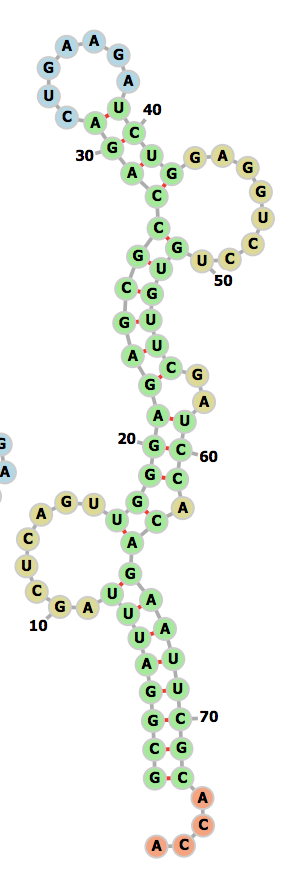 G C G G A U U U A G
10
C U C A G U U G G G
20
A G A G C G C C A G
30
A C U G A A G A U C
40
U G G A G G U C C U
50
G U G U U C G A U C
60
C A C A G A A U U C
70
G C A C C A
G
A